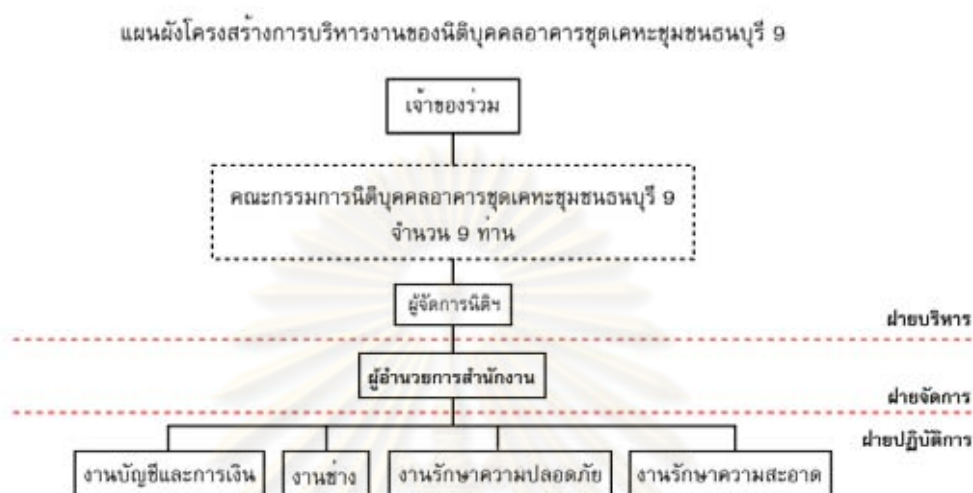 แผนผังโครงสร้างการบริหารงานของนิติบุคคลอาคารชุดเคหะชุมชนธนบุรี 9
เจ้าของร่วม
คณะกรรมการนิติบุคคลอาคารชุดเคหะชุมชนธนบุรี 9
จำนวน 9 ท่าน
ผู้จัดการนิติฯ
ฝ่ายบริหาร
ผู้อำนวยการสำนักงาน
ฝ่ายจัดการ
ฝ่ายปฏิบัติการ
งานบัญชีและการเงิน
งานช่าง
งานรักษาความปลอดภัย
งานรักษาความสะอาด